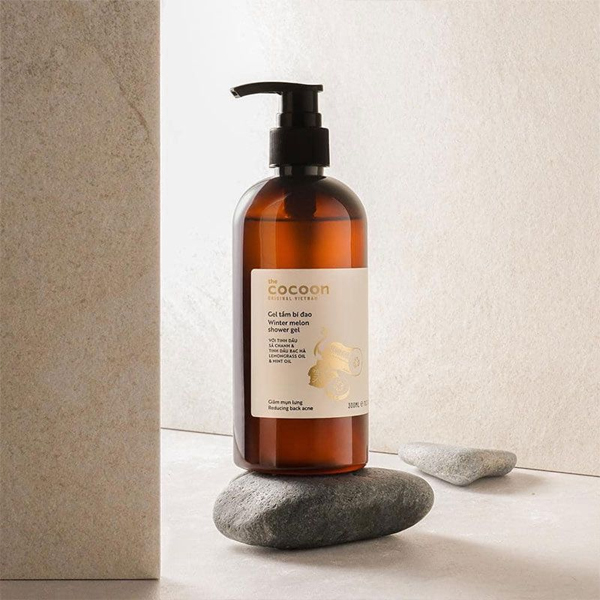 the
cocoon
ORIGINAL VIETNAM
Gel tắm bí đao
Winter melon
shower gel
VỚI TINH DẦU
SẢ CHANH &
TINH DẦU BẠC HÀ
LEMONGRASS OIL
& MINT OIL
Giảm mụn lưng
Reducing back acne
300ML